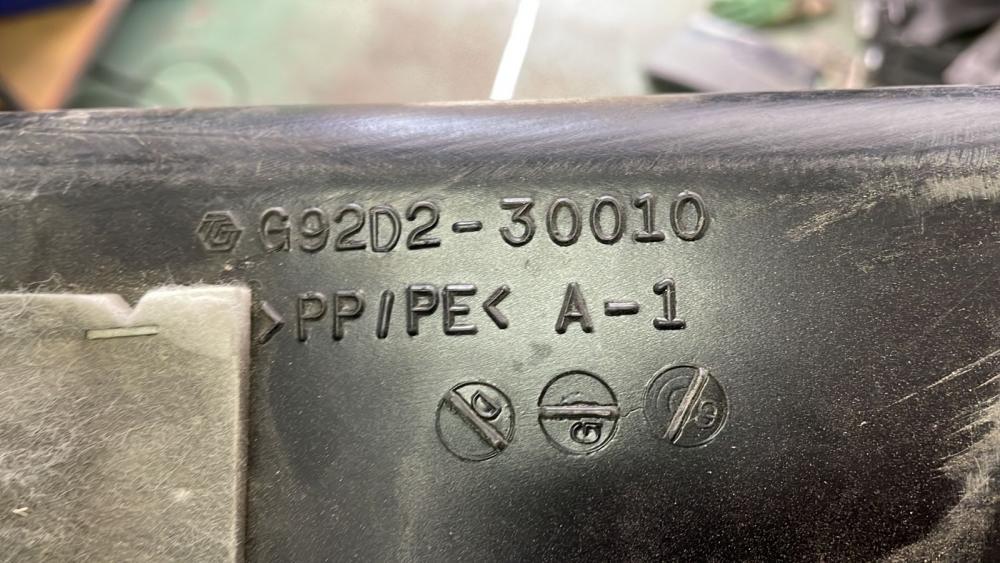 G92D2-30010
>PP/PE< A-1
D G G